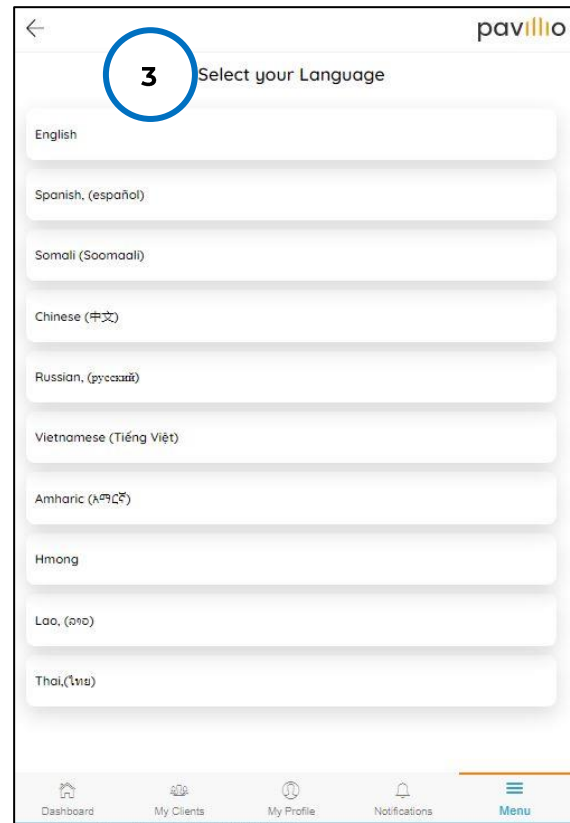 pavillio
3 Select your Language
English
Spanish, (español)
Somali (Soomaali)
Chinese (中文)
Russian, (русский)
Vietnamese (Tiếng Việt)
Amharic (አማርኛ)
Hmong
Lao, (ລາວ)
Thai,(ไทย)
Dashboard My Clients My Profile Notifications Menu